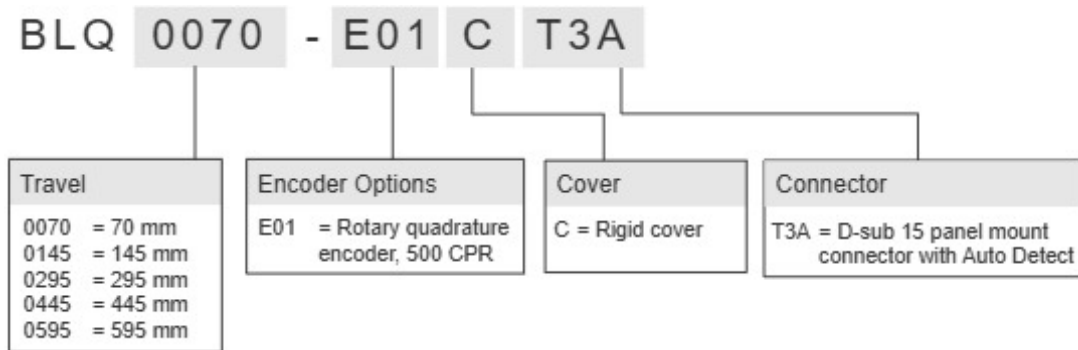 BLQ 0070 - E01 C T3A
Travel
0070 = 70 mm
0145 = 145 mm
0295 = 295 mm
0445 = 445 mm
0595 = 595 mm
Encoder Options
E01 = Rotary quadrature
encoder, 500 CPR
Cover
C = Rigid cover
Connector
T3A = D-sub 15 panel mount
connector with Auto Detect